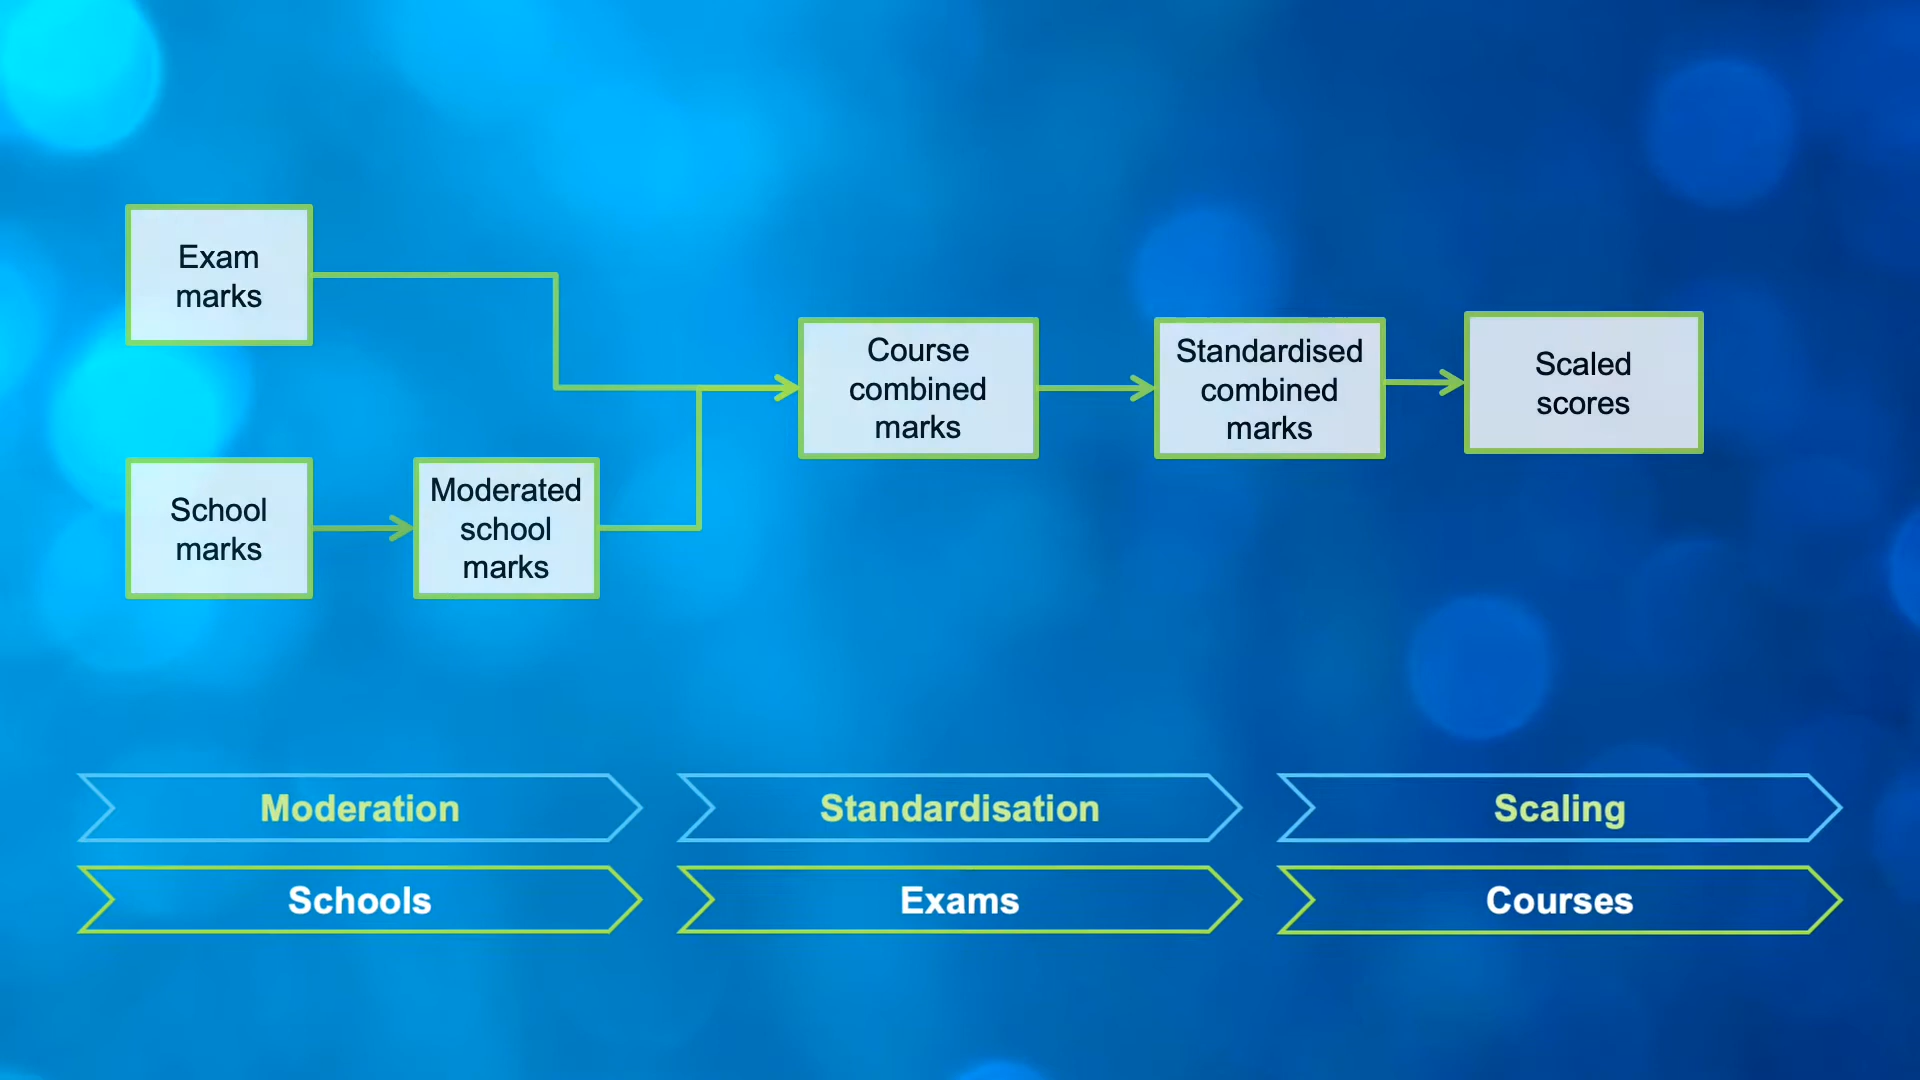 Exam
marks
School
marks
Moderated
school
marks
Course
combined
marks
Standardised
combined
marks
Scaled
scores
Moderation
Standardisation
Scaling
Schools
Exams
Courses